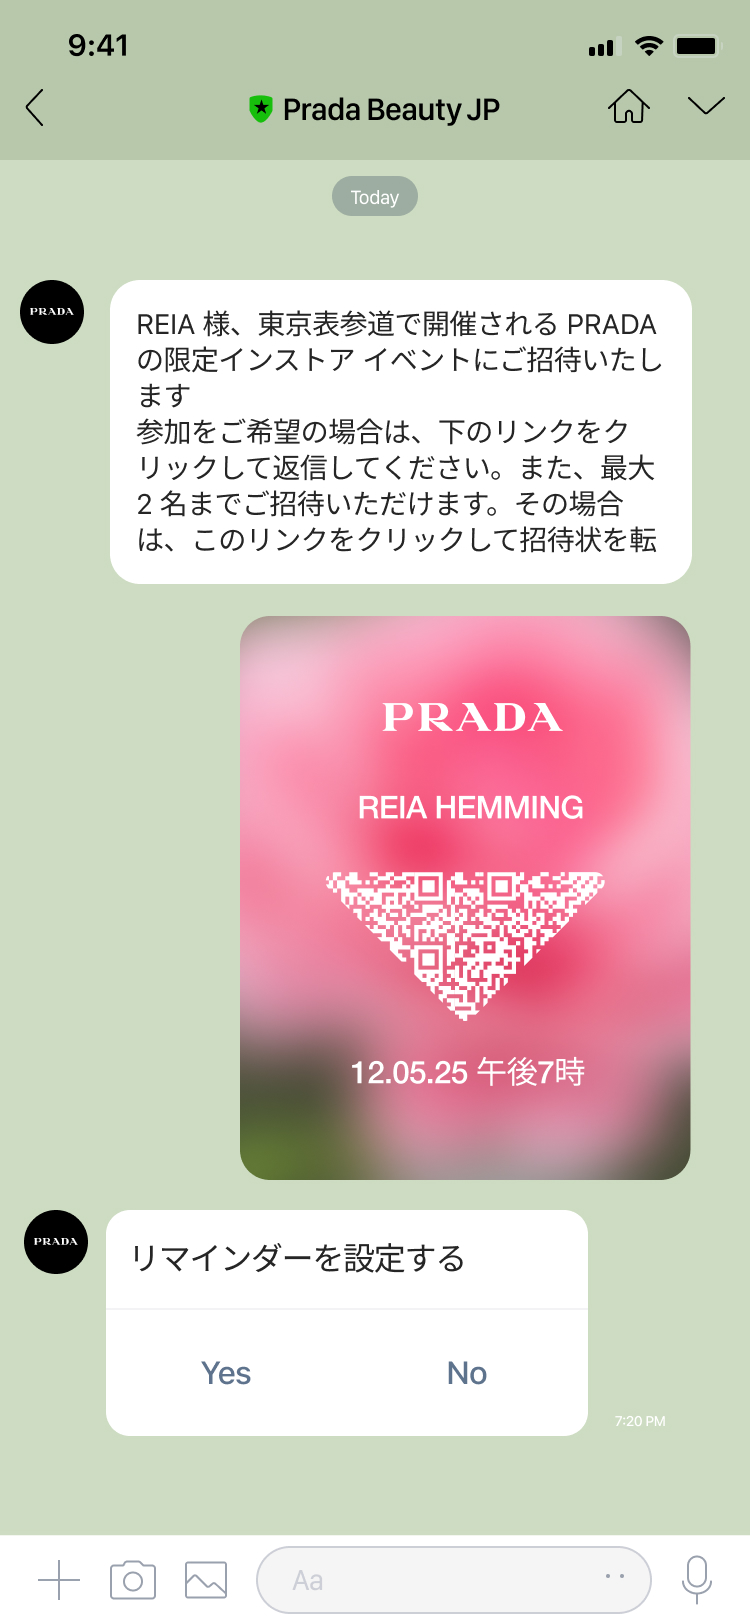 9:41
Prada Beauty JP
Today
PRADA
REIA 様、東京表参道で開催される PRADA
の限定インストア イベントにご招待いたし
ます
参加をご希望の場合は、下のリンクをク
リックして返信してください。また、最大
2 名までご招待いただけます。その場合
は、このリンクをクリックして招待状を転
PRADA
REIA HEMMING
12.05.25 午後7時
PRADA
リマインダーを設定する
Yes No
7:20 PM
Aa